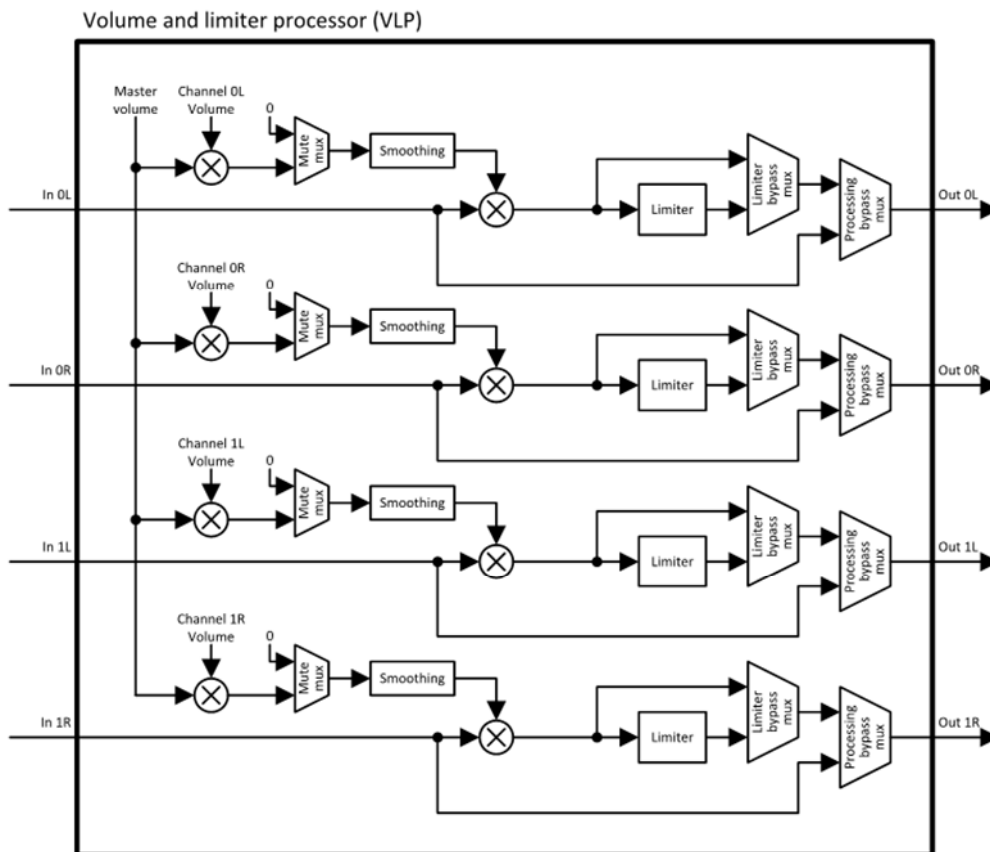 Volume and limiter processor (VLP)
Master
volume
Channel 0L
Volume
0
Mute
mux
Smoothing
In 0L
Limiter
Limiter
bypass
mux
Processing
bypass
mux
Out 0L
Channel 0R
Volume
0
Mute
mux
Smoothing
In 0R
Limiter
Limiter
bypass
mux
Processing
bypass
mux
Out 0R
Channel 1L
Volume
0
Mute
mux
Smoothing
In 1L
Limiter
Limiter
bypass
mux
Processing
bypass
mux
Out 1L
Channel 1R
Volume
0
Mute
mux
Smoothing
In 1R
Limiter
Limiter
bypass
mux
Processing
bypass
mux
Out 1R